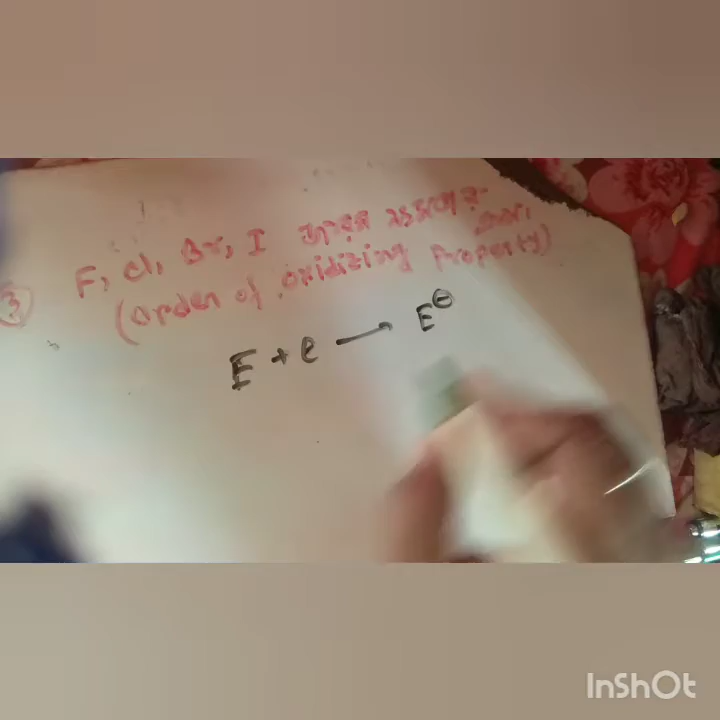 ③ F, Cl, Br, I
(Order of oxidizing Property)
E + e → E⊖
InShOt